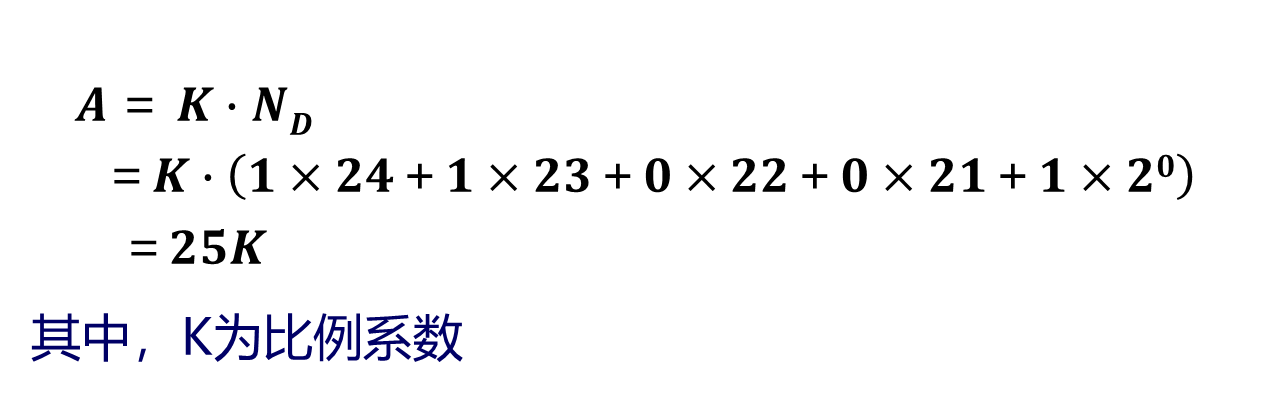 A = K · N_D
= K · (1 × 24 + 1 × 23 + 0 × 22 + 0 × 21 + 1 × 2⁰)
= 25K
其中，K为比例系数